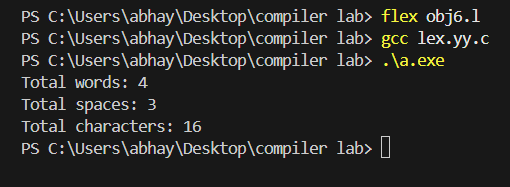 PS C:\Users\abhay\Desktop\compiler lab> flex obj6.l
PS C:\Users\abhay\Desktop\compiler lab> gcc lex.yy.c
PS C:\Users\abhay\Desktop\compiler lab> .\a.exe
Total words: 4
Total spaces: 3
Total characters: 16
PS C:\Users\abhay\Desktop\compiler lab>